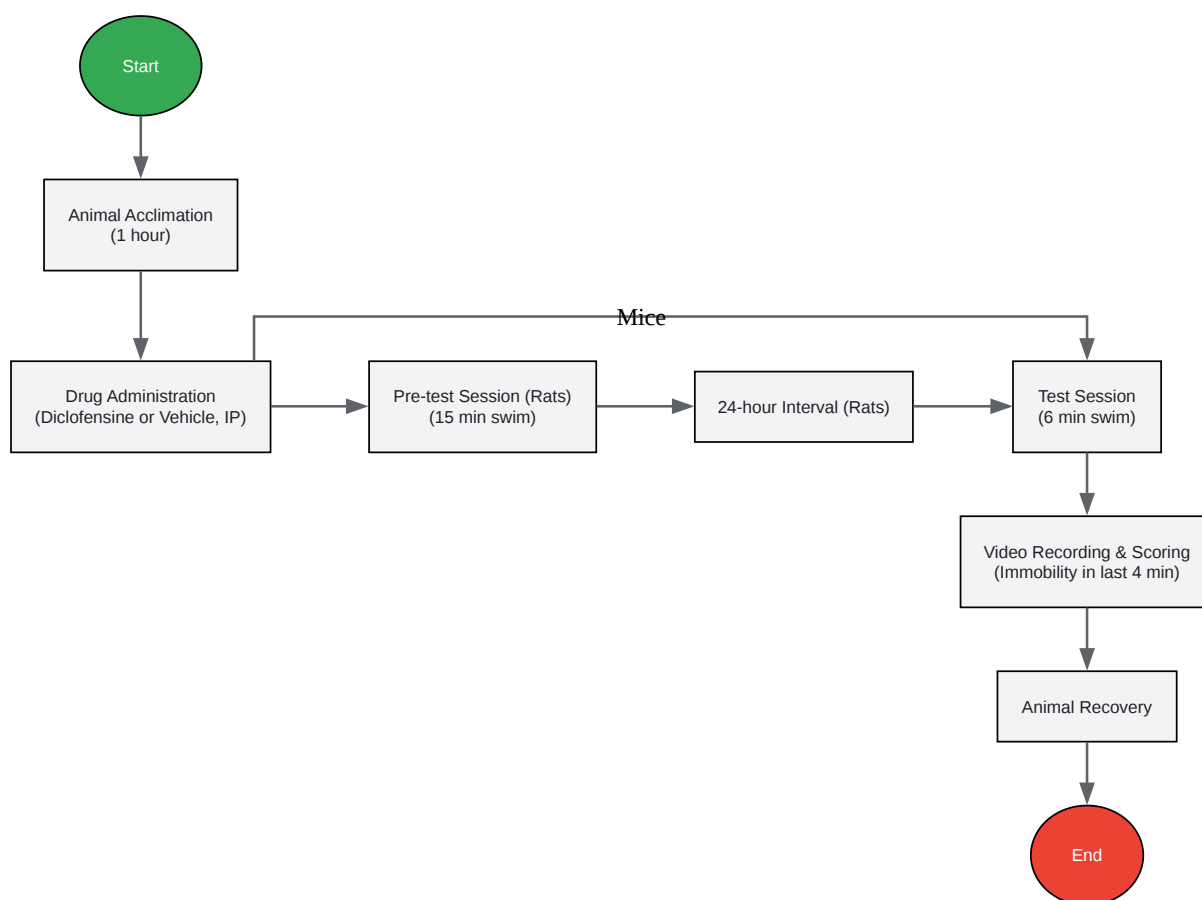 Start
Animal Acclimation
(1 hour)
Mice
Drug Administration
(Diclofensine or Vehicle, IP)
Pre-test Session (Rats)
(15 min swim)
24-hour Interval (Rats)
Test Session
(6 min swim)
Video Recording & Scoring
(Immobility in last 4 min)
Animal Recovery
End